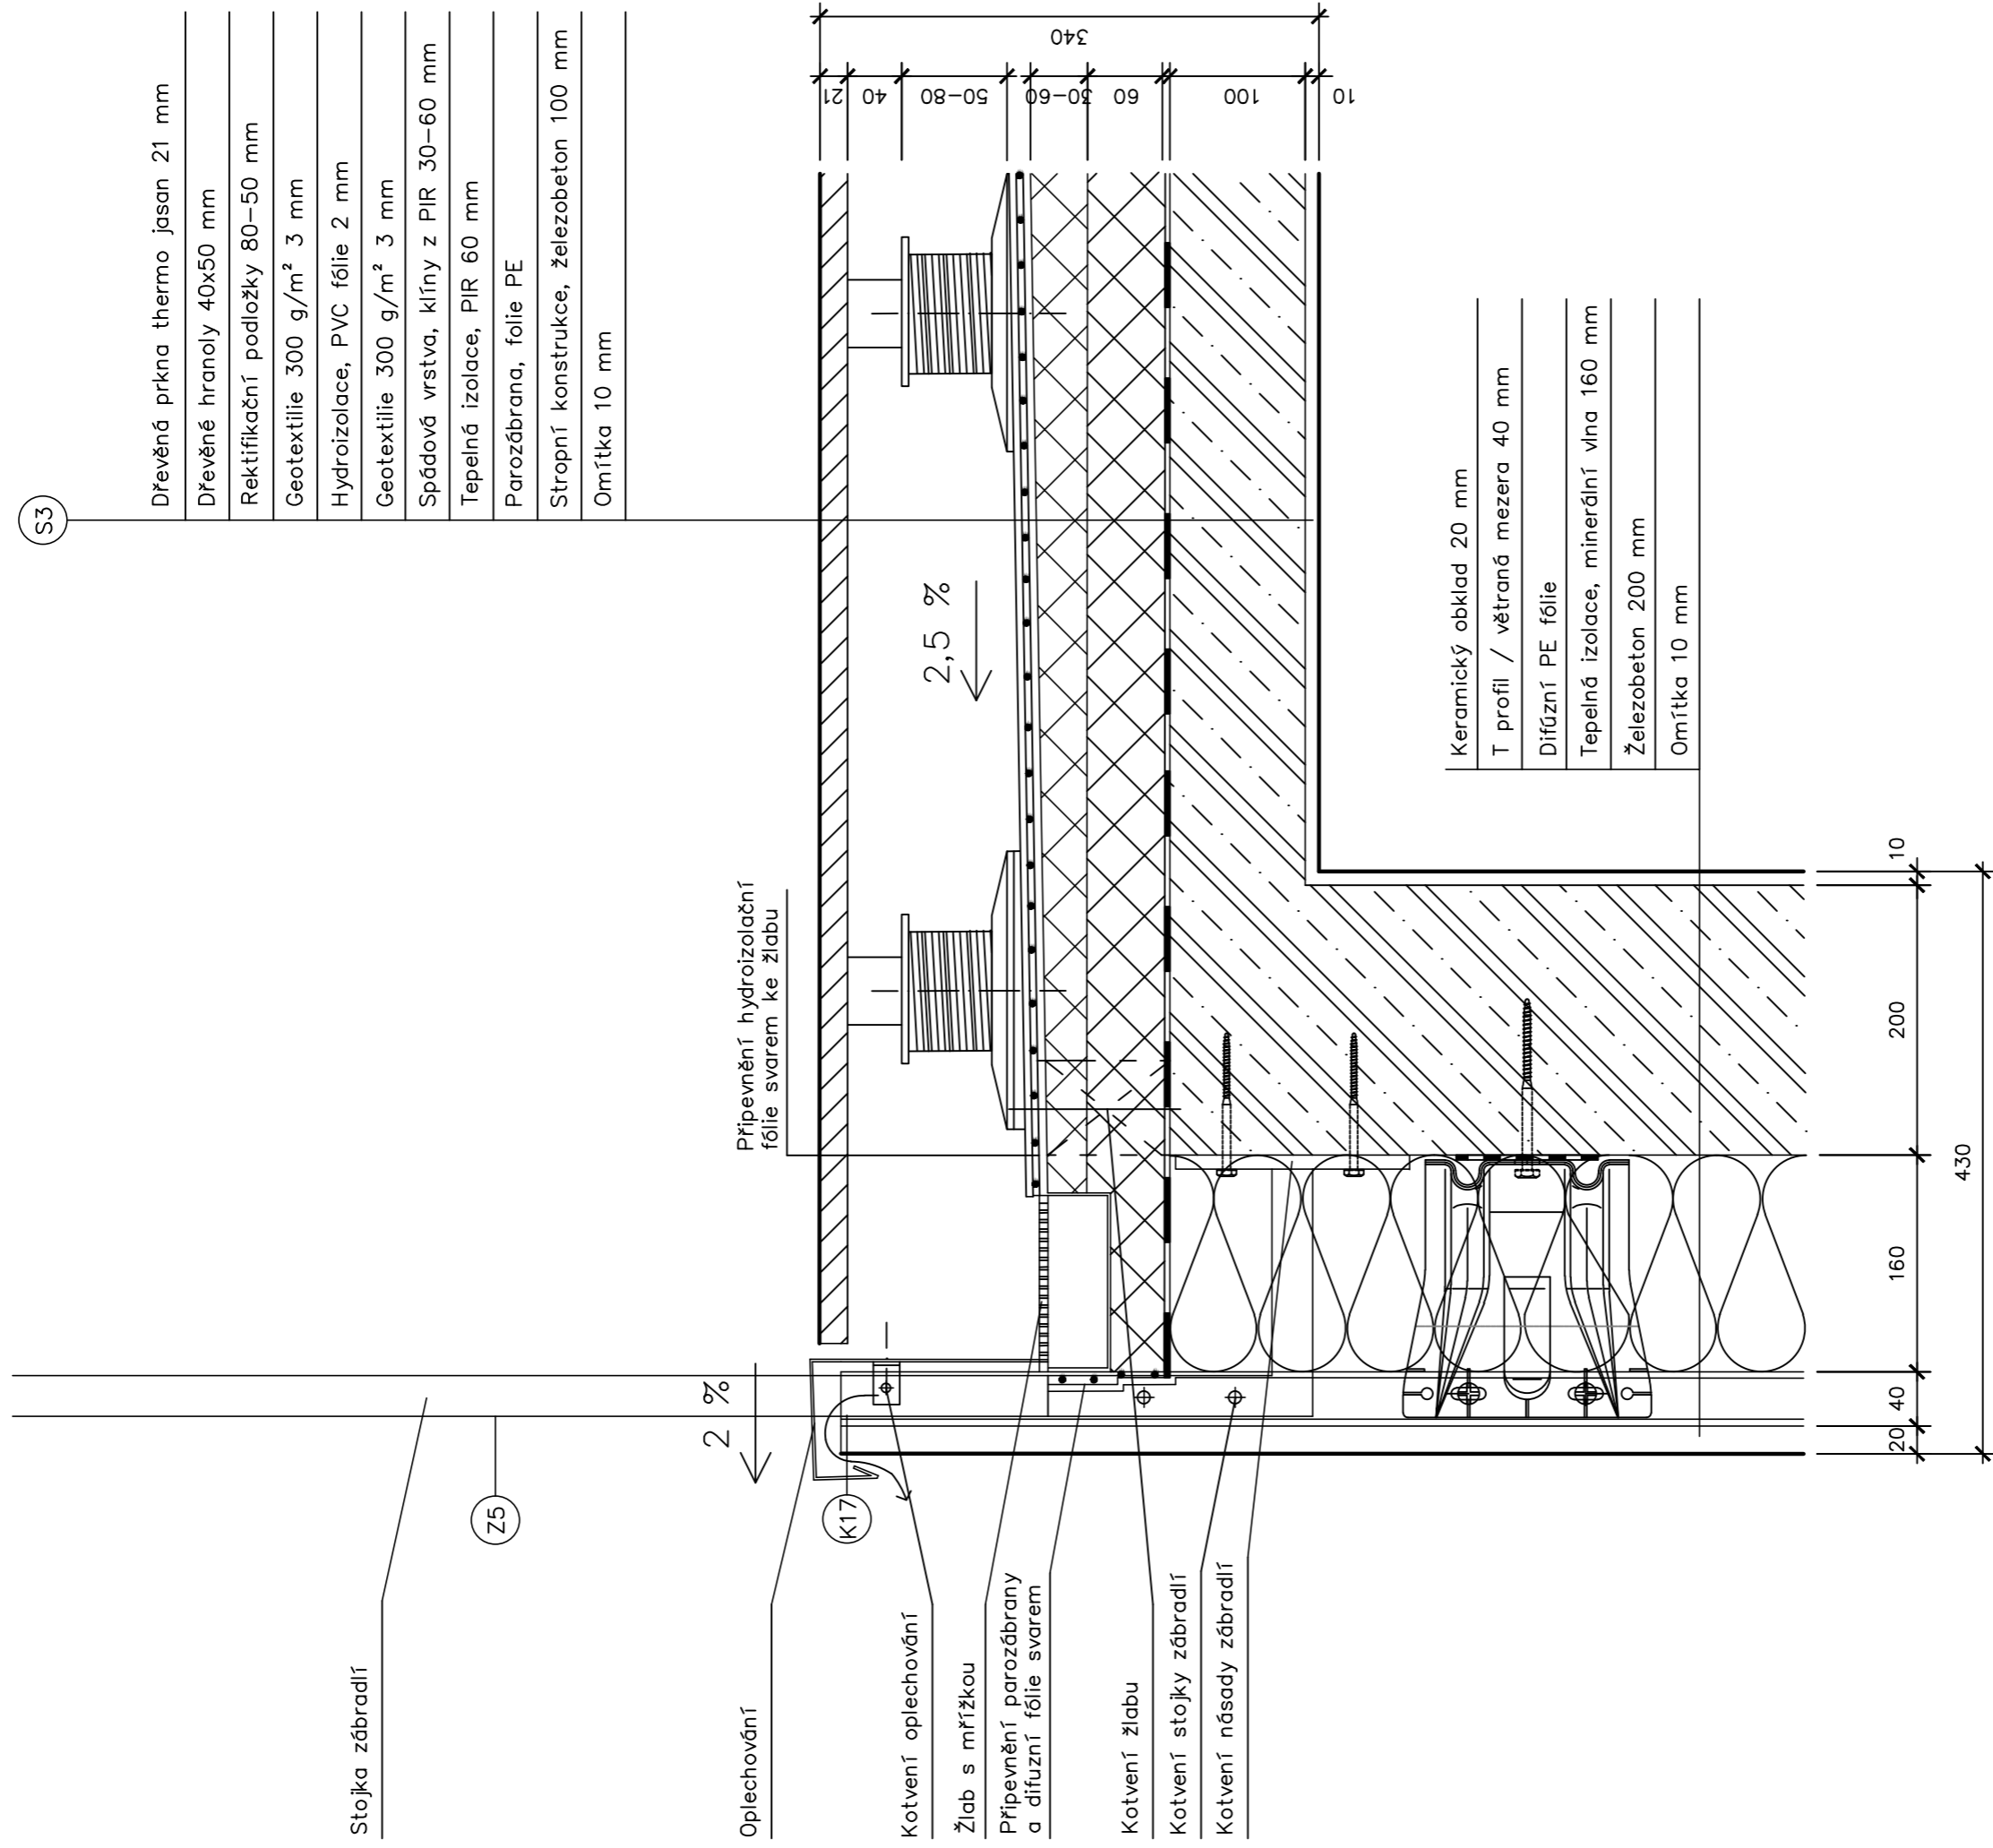 S3
Dřevěná prkna thermo jasan 21 mm
Dřevěné hranoly 40x50 mm
Rektifikační podložky 80-50 mm
Geotextilie 300 g/m² 3 mm
Hydroizolace, PVC fólie 2 mm
Geotextilie 300 g/m² 3 mm
Spádová vrstva, klíny z PIR 30-60 mm
Tepelná izolace, PIR 60 mm
Parozábrana, folie PE
Stropní konstrukce, železobeton 100 mm
Omítka 10 mm
340
21
40
50-80
30-60
60
100
10
2,5 %
Připevnění hydroizolační
fólie svarem ke žlabu
Keramický obklad 20 mm
T profil / větraná mezera 40 mm
Difúzní PE fólie
Tepelná izolace, minerální vlna 160 mm
Železobeton 200 mm
Omítka 10 mm
10
200
160
40
20
430
2 %
Z5
K17
Stojka zábradlí
Oplechování
Kotvení oplechování
Žlab s mřížkou
Připevnění parozábrany
a difuzní fólie svarem
Kotvení žlabu
Kotvení stojky zábradlí
Kotvení násady zábradlí